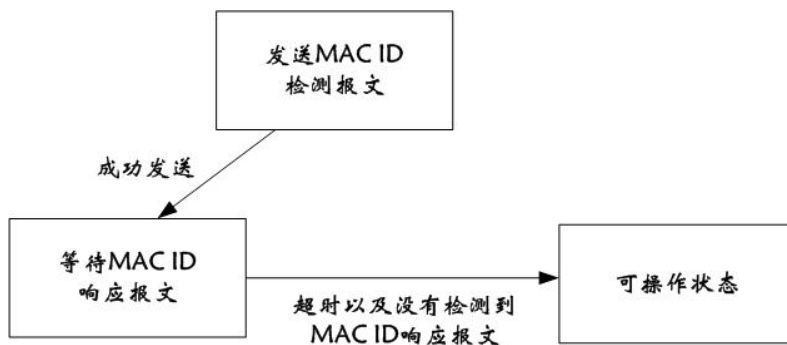 发送MAC ID
检测报文
成功发送
等待MAC ID
响应报文
超时以及没有检测到
MAC ID响应报文
可操作状态